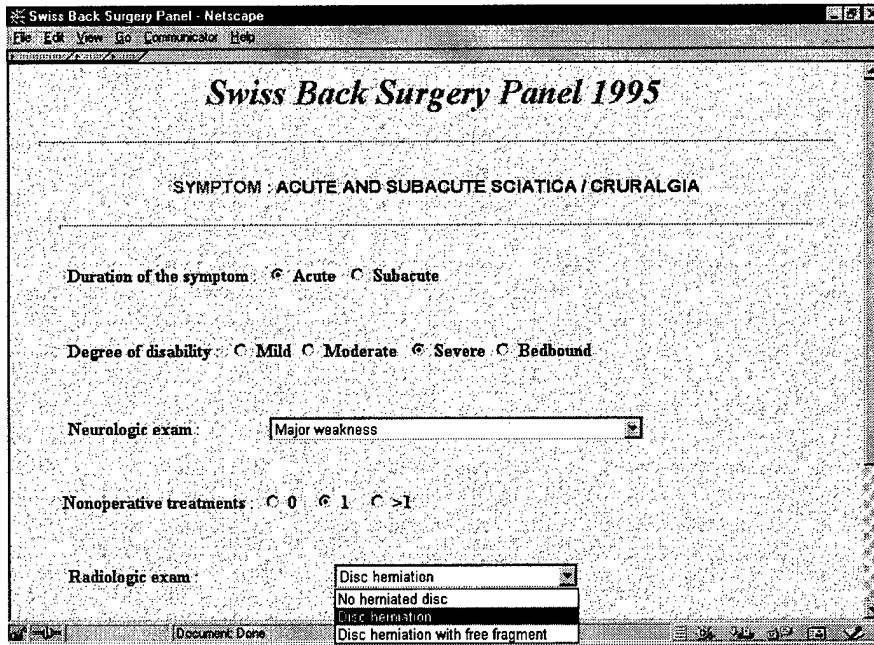 Swiss Back Surgery Panel - Netscape
File Edit View Go Communicator Help
Swiss Back Surgery Panel 1995
SYMPTOM : ACUTE AND SUBACUTE SCIATICA / CRURALGIA
Duration of the symptom : Acute Subacute
Degree of disability : Mild Moderate Severe Bedbound
Neurologic exam : Major weakness
Nonoperative treatments : 0 1 >1
Radiologic exam : Disc herniation
No herniated disc
Disc herniation
Disc herniation with free fragment
Document: Done